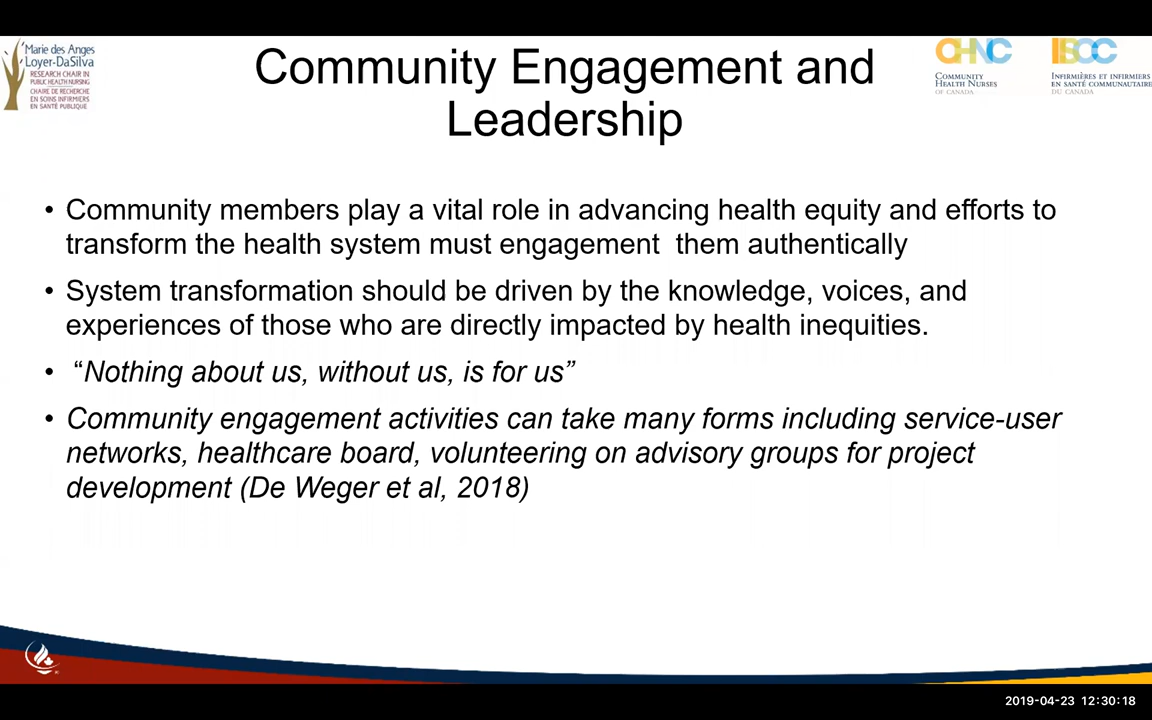 Marie des Anges
Loyer-DaSilva
RESEARCH CHAIR IN
PUBLIC HEALTH NURSING
CHAIRE DE RECHERCHE
EN SOINS INFIRMIERS
EN SANTÉ PUBLIQUE
Community Engagement and
Leadership
CHNC
COMMUNITY
HEALTH NURSES
OF CANADA
IISCC
INFIRMIÈRES ET INFIRMIERS
EN SANTÉ COMMUNAUTAIRE
DU CANADA
• Community members play a vital role in advancing health equity and efforts to
transform the health system must engagement  them authentically
• System transformation should be driven by the knowledge, voices, and
experiences of those who are directly impacted by health inequities.
• “Nothing about us, without us, is for us”
• Community engagement activities can take many forms including service-user
networks, healthcare board, volunteering on advisory groups for project
development (De Weger et al, 2018)
2019-04-23 12:30:18